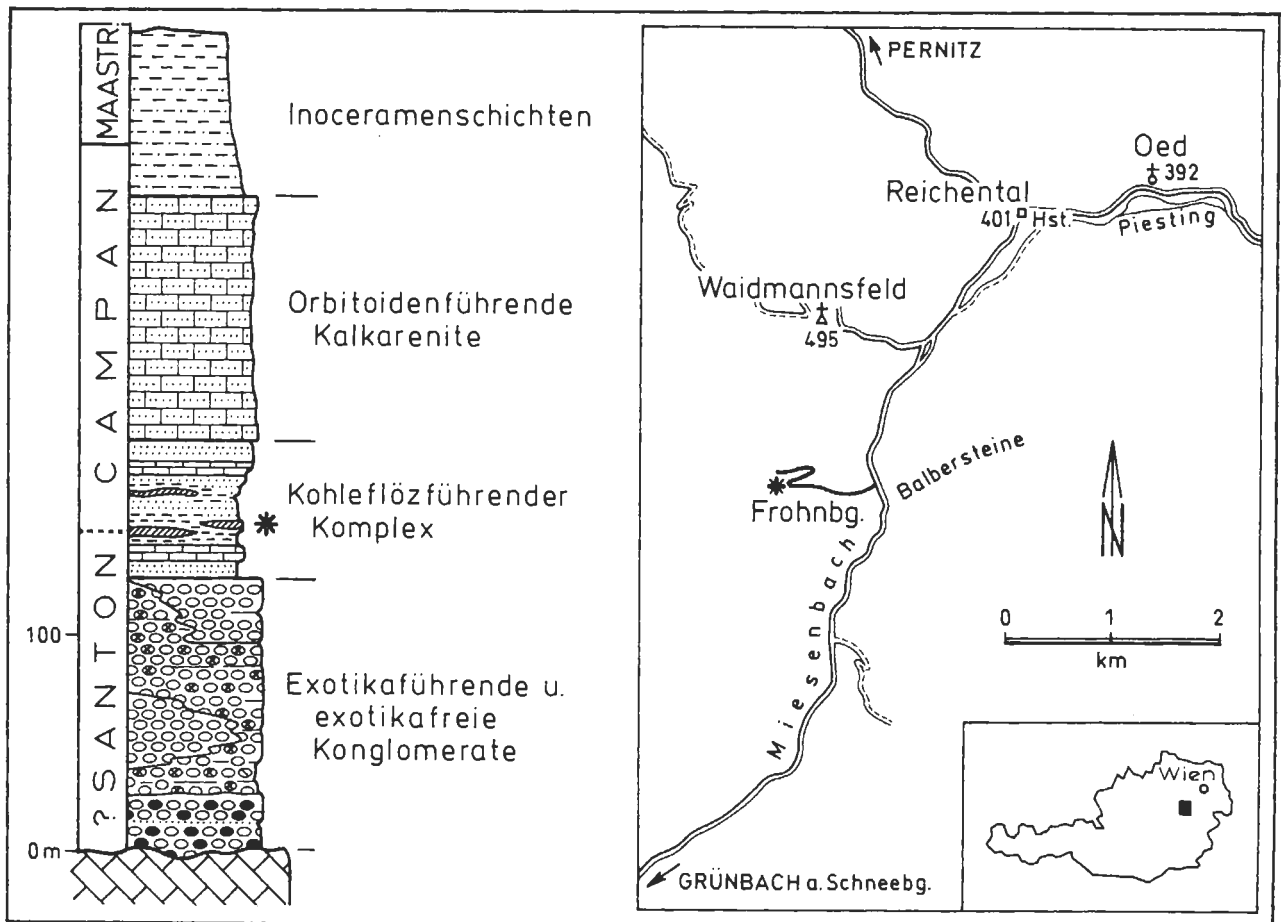 MAASTR.
CAMPAN
?SANTON
100
0m
Inoceramenschichten
Orbitoidenführende
Kalkarenite
Kohleflözführender
Komplex
Exotikaführende u.
exotikafreie
Konglomerate
PERNITZ
Oed
392
Reichental
401 Hst.
Piesting
Waidmannsfeld
495
Balbersteine
Frohnbg.
Miesenbach
N
0 1 2
km
GRÜNBACH a. Schneebg.
Wien